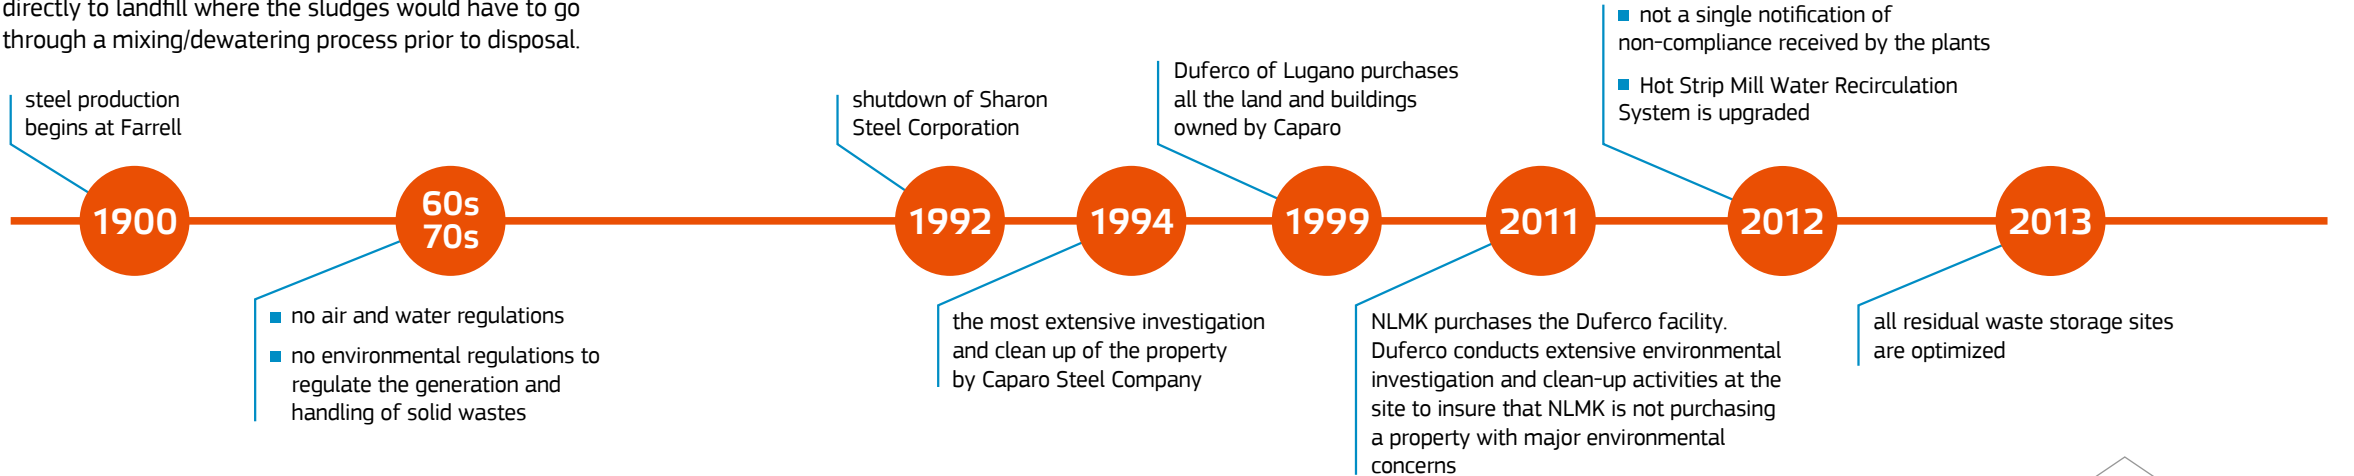 directly to landfill where the sludges would have to go
through a mixing/dewatering process prior to disposal.
steel production
begins at Farrell
1900
60s
70s
■ no air and water regulations
■ no environmental regulations to
regulate the generation and
handling of solid wastes
shutdown of Sharon
Steel Corporation
1992
1994
the most extensive investigation
and clean up of the property
by Caparo Steel Company
Duferco of Lugano purchases
all the land and buildings
owned by Caparo
1999
2011
NLMK purchases the Duferco facility.
Duferco conducts extensive environmental
investigation and clean-up activities at the
site to insure that NLMK is not purchasing
a property with major environmental
concerns
■ not a single notification of
non-compliance received by the plants
■ Hot Strip Mill Water Recirculation
System is upgraded
2012
2013
all residual waste storage sites
are optimized